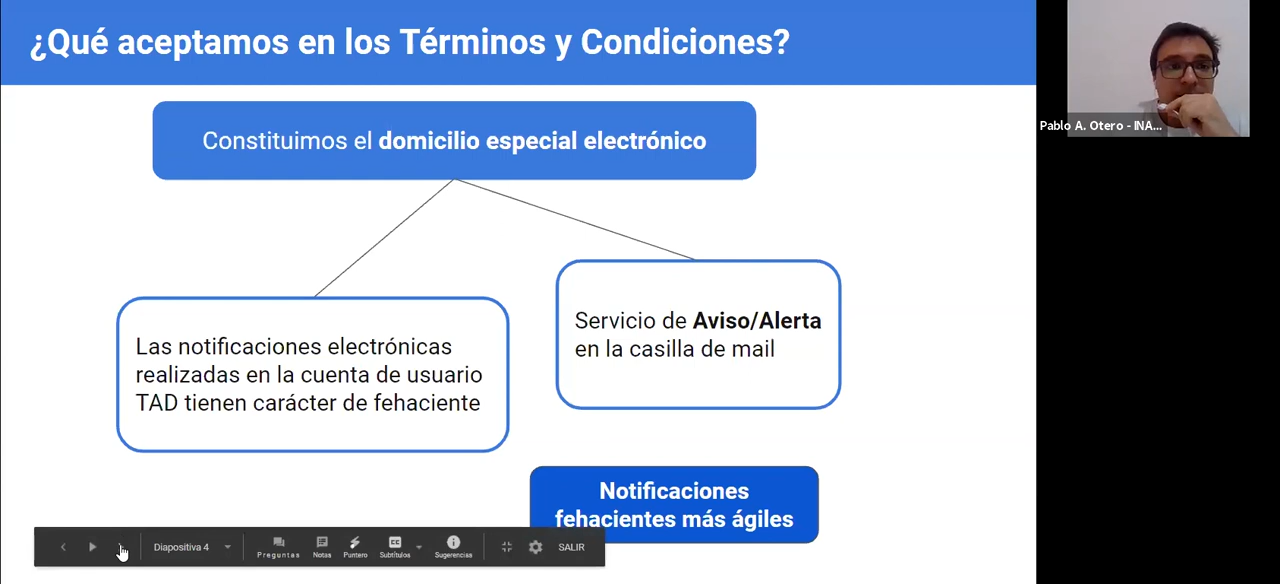 ¿Qué aceptamos en los Términos y Condiciones?
Constituimos el domicilio especial electrónico
Las notificaciones electrónicas
realizadas en la cuenta de usuario
TAD tienen carácter de fehaciente
Servicio de Aviso/Alerta
en la casilla de mail
Notificaciones
fehacientes más ágiles
Diapositiva 4
Preguntas
Notas
Puntero
Subtítulos
Sugerencias
SALIR
Pablo A. Otero - INA...